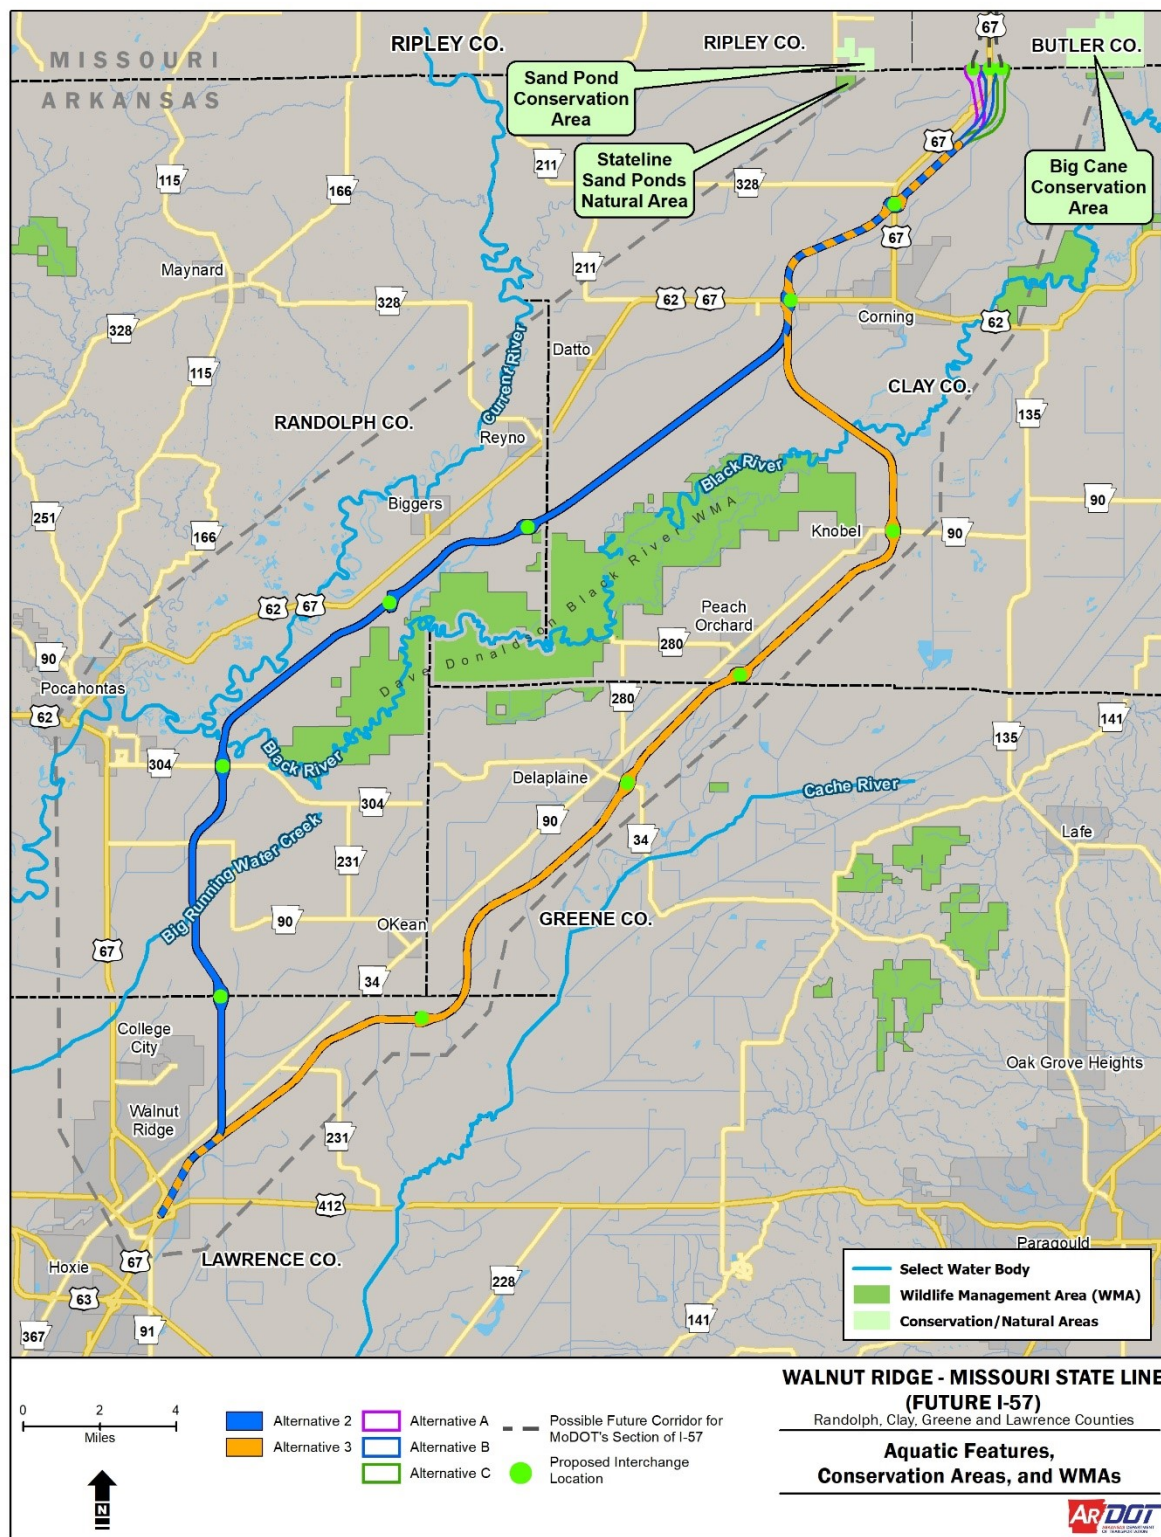 MISSOURI
ARKANSAS
RIPLEY CO.
RIPLEY CO.
67
BUTLER CO.
Sand Pond
Conservation
Area
Stateline
Sand Ponds
Natural Area
Big Cane
Conservation
Area
115
166
211
328
67
67
Maynard
328
328
115
211
62
67
Corning
62
Datto
Current River
CLAY CO.
RANDOLPH CO.
Reyno
135
Black River
Biggers
90
251
166
Knobel
90
Dave Donaldson Black River WMA
62
67
Peach
Orchard
280
90
Pocahontas
62
280
141
135
304
Black River
Delaplaine
Cache River
304
90
34
Lafe
Big Running Water Creek
231
90
OKean
GREENE CO.
67
34
College
City
Oak Grove Heights
Walnut
Ridge
231
412
67
LAWRENCE CO.
Hoxie
63
228
Paragould
367
91
141
Select Water Body
Wildlife Management Area (WMA)
Conservation/Natural Areas
0 2 4
Miles
N
Alternative 2
Alternative 3
Alternative A
Alternative B
Alternative C
Possible Future Corridor for
MoDOT's Section of I-57
Proposed Interchange
Location
WALNUT RIDGE - MISSOURI STATE LINE
(FUTURE I-57)
Randolph, Clay, Greene and Lawrence Counties
Aquatic Features,
Conservation Areas, and WMAs
ARDOT
ARKANSAS DEPARTMENT
OF TRANSPORTATION